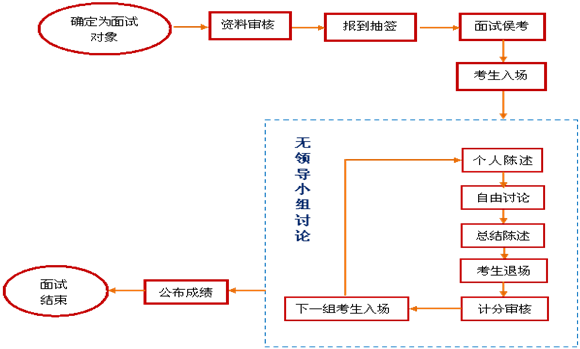 确定为面试
对象
资料审核
报到抽签
面试侯考
考生入场
无领导小组讨论
个人陈述
自由讨论
总结陈述
考生退场
计分审核
下一组考生入场
公布成绩
面试
结束